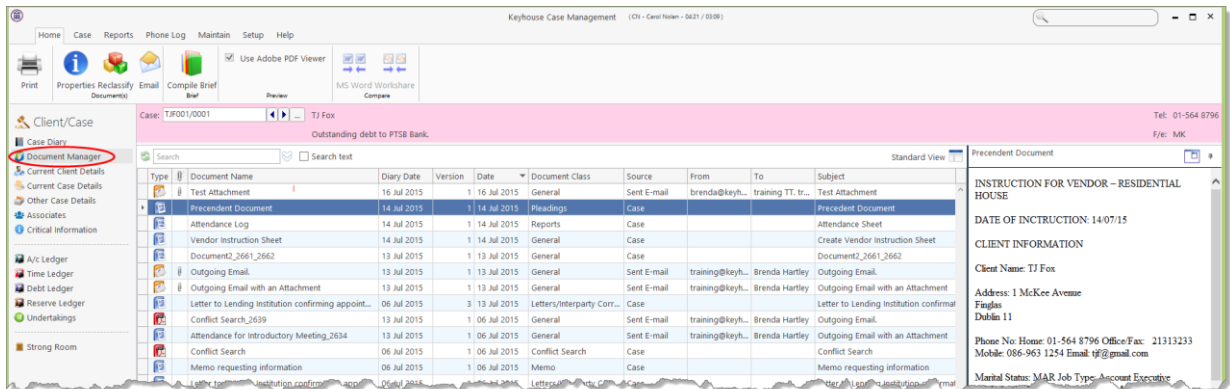 Keyhouse Case Management (CN - Carol Nolan - 0421 / 03.09)
Home Case Reports Phone Log Maintain Setup Help
Use Adobe PDF Viewer
Print Properties Reclassify Email Compile Brief MS Word Workshare
Document(s) Brief Preview Compare
Client/Case
Case Diary
Document Manager
Current Client Details
Current Case Details
Other Case Details
Associates
Critical Information
A/c Ledger
Time Ledger
Debt Ledger
Reserve Ledger
Undertakings
Strong Room
Case: TJF001/0001 ... TJ Fox Tel: 01-564 8796
Outstanding debt to PTSB Bank. F/e: MK
Search Search text Standard View
Type Document Name Diary Date Version Date Document Class Source From To Subject
Test Attachment 16 Jul 2015 1 16 Jul 2015 General Sent E-mail brenda@keyh... training TT. tr... Test Attachment
Precendent Document 14 Jul 2015 1 14 Jul 2015 Pleadings Case Precedent Document
Attendance Log 14 Jul 2015 1 14 Jul 2015 Reports Case Attendance Sheet
Vendor Instruction Sheet 14 Jul 2015 1 14 Jul 2015 General Case Create Vendor Instruction Sheet
Document2_2661_2662 13 Jul 2015 1 13 Jul 2015 General Case Document2_2661_2662
Outgoing Email. 13 Jul 2015 1 13 Jul 2015 General Sent E-mail training@keyh... Brenda Hartley Outgoing Email.
Outgoing Email with an Attachment 13 Jul 2015 1 13 Jul 2015 General Sent E-mail training@keyh... Brenda Hartley Outgoing Email with an Attachment
Letter to Lending Institution confirming appoint... 06 Jul 2015 3 13 Jul 2015 Letters/Interparty Corr... Case Letter to Lending Institution confirmat
Conflict Search_2639 13 Jul 2015 1 06 Jul 2015 General Sent E-mail training@keyh... Brenda Hartley Outgoing Email.
Attendance for Introductory Meeting_2634 13 Jul 2015 1 06 Jul 2015 General Sent E-mail training@keyh... Brenda Hartley Outgoing Email with an Attachment
Conflict Search 06 Jul 2015 1 06 Jul 2015 Conflict Search Case Conflict Search
Memo requesting information 06 Jul 2015 1 06 Jul 2015 Memo Case Memo requesting information
Precendent Document
INSTRUCTION FOR VENDOR – RESIDENTIAL
HOUSE
DATE OF INCTRUCTION: 14/07/15
CLIENT INFORMATION
Client Name: TJ Fox
Address: 1 McKee Avenue
Finglas
Dublin 11
Phone No: Home: 01-564 8796 Office/Fax: 21313233
Mobile: 086-963 1254 Email: tjf@gmail.com
Marital Status: MAR Job Type: Account Executive